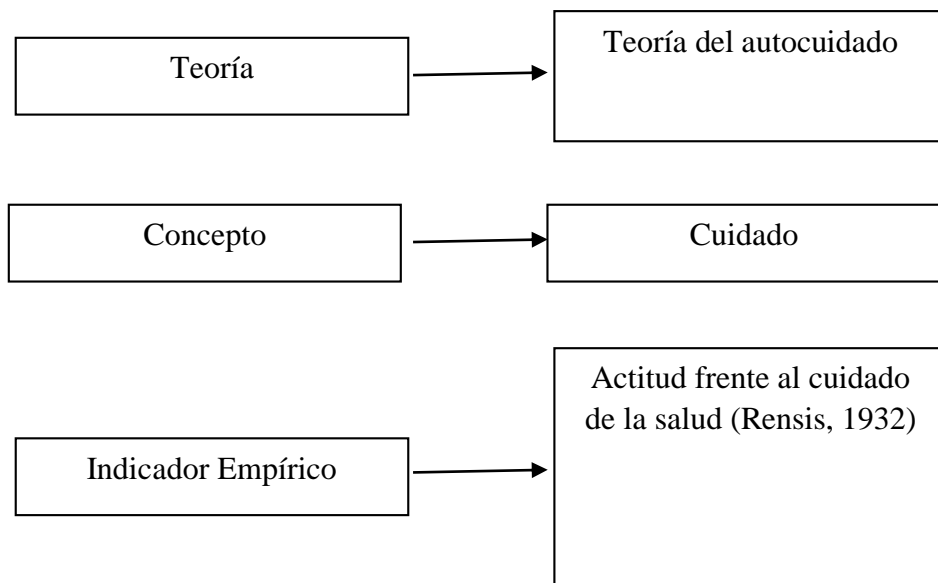 Teoría
Teoría del autocuidado
Concepto
Cuidado
Indicador Empírico
Actitud frente al cuidado
de la salud (Rensis, 1932)